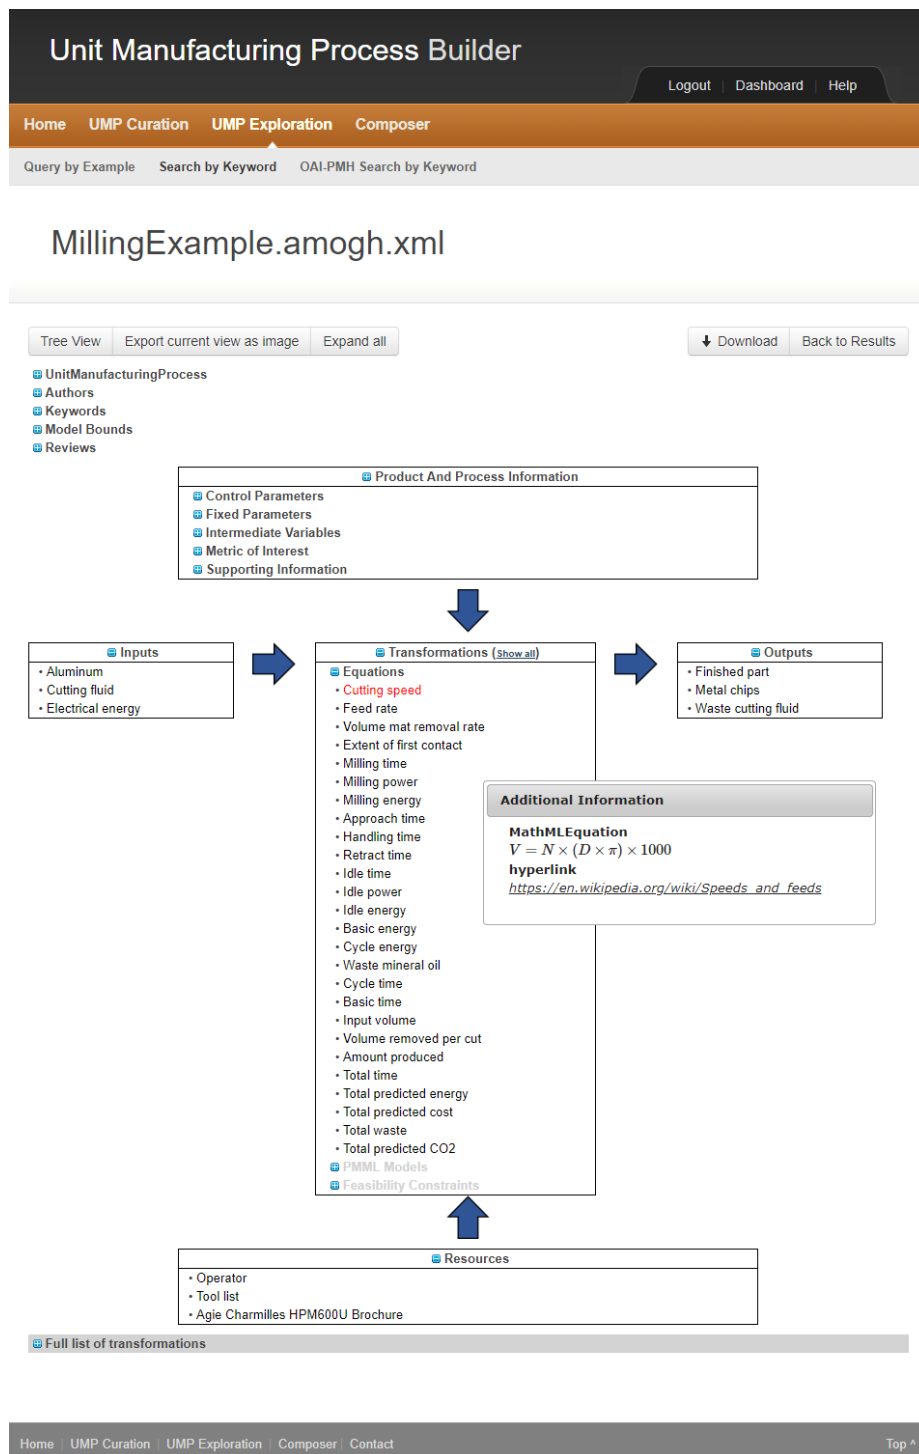 Unit Manufacturing Process Builder
Logout | Dashboard | Help
Home UMP Curation UMP Exploration Composer
Query by Example Search by Keyword OAI-PMH Search by Keyword
MillingExample.amogh.xml
Tree View Export current view as image Expand all Download Back to Results
UnitManufacturingProcess
Authors
Keywords
Model Bounds
Reviews
Product And Process Information
Control Parameters
Fixed Parameters
Intermediate Variables
Metric of Interest
Supporting Information
Inputs
• Aluminum
• Cutting fluid
• Electrical energy
Transformations (Show all)
Equations
• Cutting speed
• Feed rate
• Volume mat removal rate
• Extent of first contact
• Milling time
• Milling power
• Milling energy
• Approach time
• Handling time
• Retract time
• Idle time
• Idle power
• Idle energy
• Basic energy
• Cycle energy
• Waste mineral oil
• Cycle time
• Basic time
• Input volume
• Volume removed per cut
• Amount produced
• Total time
• Total predicted energy
• Total predicted cost
• Total waste
• Total predicted CO2
PMML Models
Feasibility Constraints
Outputs
• Finished part
• Metal chips
• Waste cutting fluid
Additional Information
MathMLEquation
V = N × (D × π) × 1000
hyperlink
https://en.wikipedia.org/wiki/Speeds_and_feeds
Resources
• Operator
• Tool list
• Agie Charmilles HPM600U Brochure
Full list of transformations
Home | UMP Curation | UMP Exploration | Composer | Contact Top ^